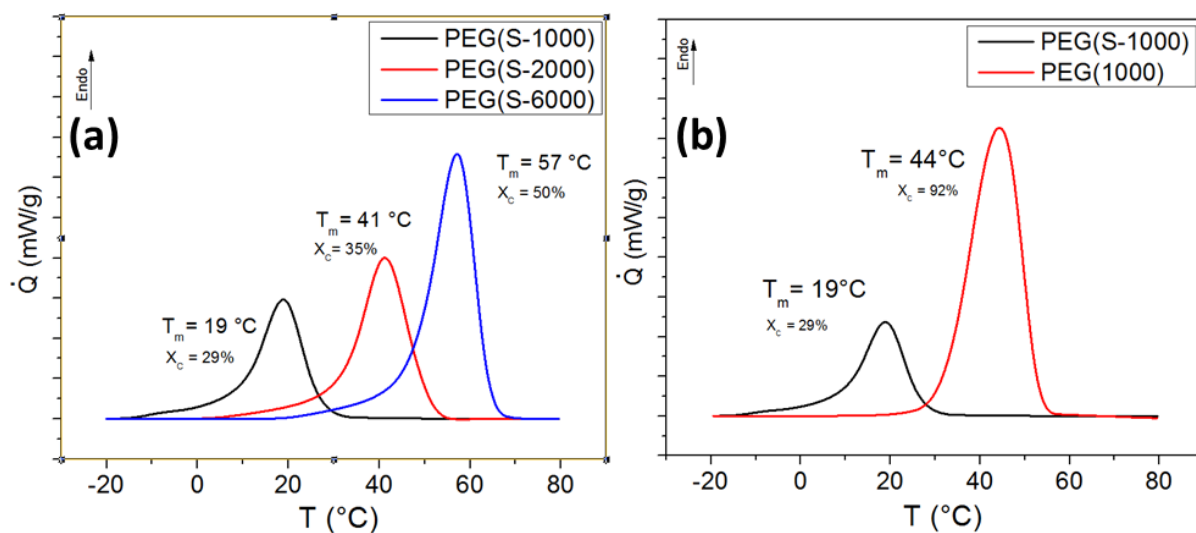 (a)
Endo
PEG(S-1000)
PEG(S-2000)
PEG(S-6000)
Tm = 57 °C
XC = 50%
Tm = 41 °C
XC = 35%
Tm = 19 °C
XC = 29%
Q̇ (mW/g)
-20 0 20 40 60 80
T (°C)
(b)
Endo
PEG(S-1000)
PEG(1000)
Tm = 44°C
XC = 92%
Tm = 19°C
XC = 29%
Q̇ (mW/g)
-20 0 20 40 60 80
T (°C)